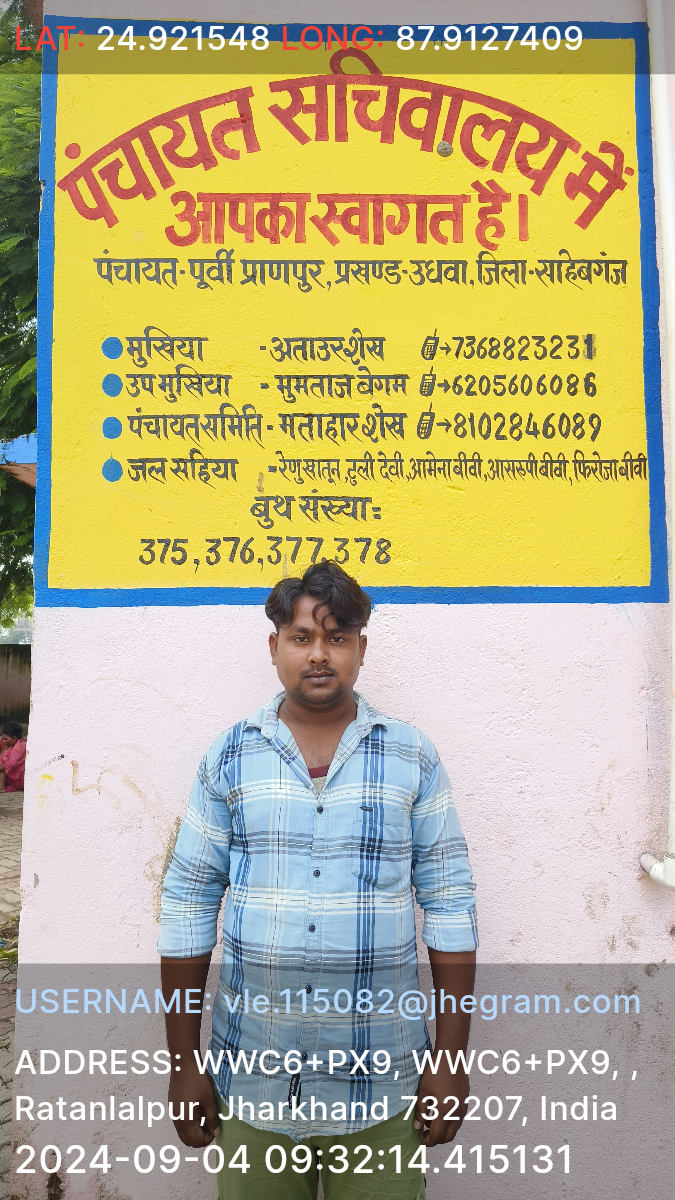 LAT: 24.921548 LONG: 87.9127409
पंचायत सचिवालय में
आपका स्वागत है।
पंचायत-पूर्वी प्राणपुर, प्रखण्ड-उधवा, जिला-साहेबगंज
मुखिया - अताउर शेख →7368823231
उप मुखिया - मुमताज बेगम →6205606086
पंचायत समिति - मताहार शेख →8102846089
जल सहिया - रेणु खातून, टुली देवी, आमेना बीवी, आसरूपी बीवी, फिरोजा बीवी
बुथ संख्या:
375, 376, 377, 378
USERNAME: vle.115082@jhegram.com
ADDRESS: WWC6+PX9, WWC6+PX9, ,
Ratanlalpur, Jharkhand 732207, India
2024-09-04 09:32:14.415131